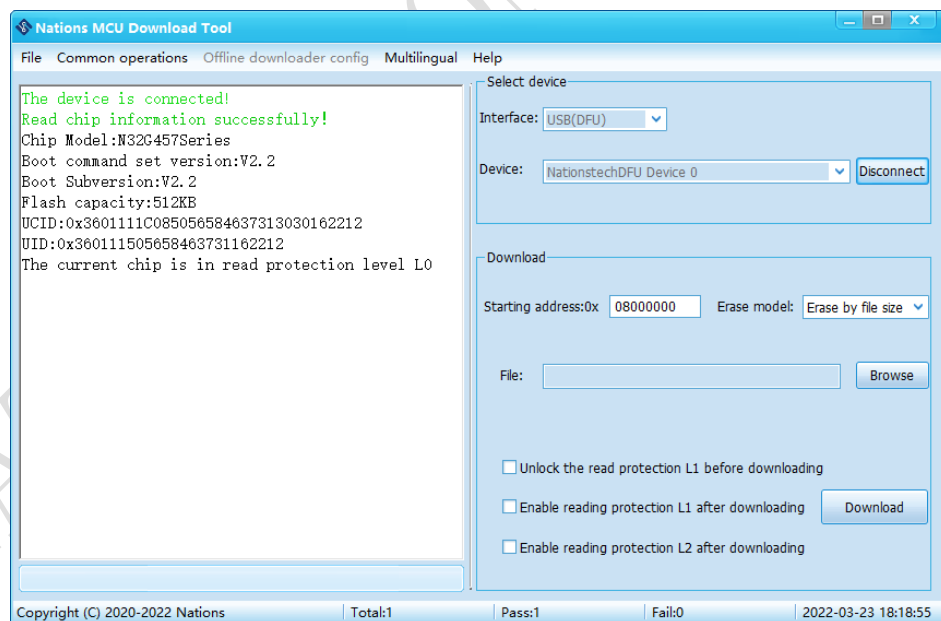 Nations MCU Download Tool
File Common operations Offline downloader config Multilingual Help
The device is connected!
Read chip information successfully!
Chip Model:N32G457Series
Boot command set version:V2.2
Boot Subversion:V2.2
Flash capacity:512KB
UCID:0x3601111C085056584637313030162212
UID:0x360111505658463731162212
The current chip is in read protection level L0
Select device
Interface: USB(DFU)
Device: NationstechDFU Device 0 Disconnect
Download
Starting address:0x 08000000 Erase model: Erase by file size
File: Browse
Unlock the read protection L1 before downloading
Enable reading protection L1 after downloading Download
Enable reading protection L2 after downloading
Copyright (C) 2020-2022 Nations Total:1 Pass:1 Fail:0 2022-03-23 18:18:55